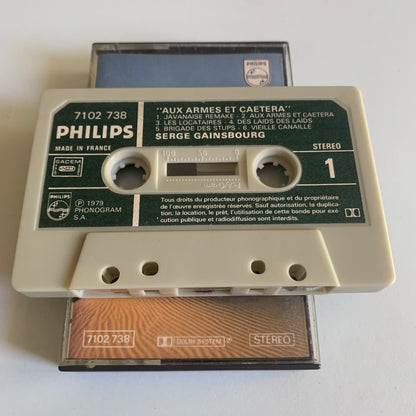 PHILIPS
7102 738
"AUX ARMES ET CAETERA"
1. JAVANAISE REMAKE - 2. AUX ARMES ET CAETERA
3. LES LOCATAIRES - 4. DES LAIDS DES LAIDS
5. BRIGADE DES STUPS - 6. VIEILLE CANAILLE
PHILIPS
SERGE GAINSBOURG
MADE IN FRANCE
STEREO
SACEM
100 50 0
1
PHILIPS
Ⓟ 1979
PHONOGRAM
S.A.
Tous droits du producteur phonographique et du propriétaire
de l'œuvre enregistrée réservés. Sauf autorisation, la duplica-
tion, la location, le prêt, l'utilisation de cette bande pour exé-
cution publique et radiodiffusion sont interdits.
7102 738
DOLBY SYSTEM
STEREO